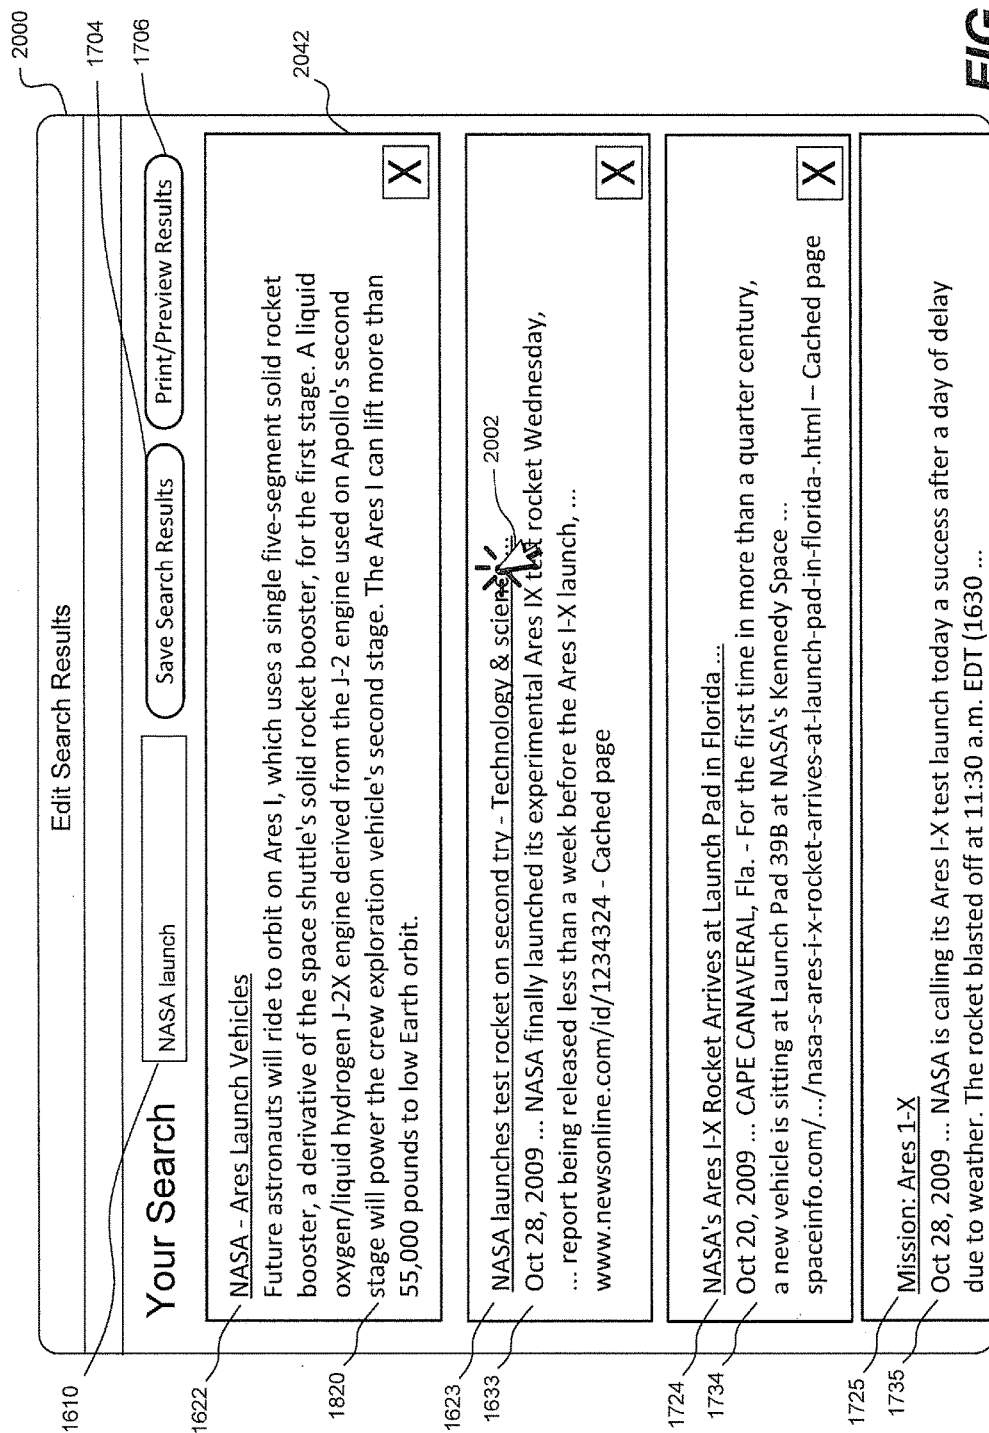 2000
Edit Search Results
1610
Your Search
NASA launch
Save Search Results
Print/Preview Results
1704
1706
1622
NASA - Ares Launch Vehicles
2042
Future astronauts will ride to orbit on Ares I, which uses a single five-segment solid rocket
booster, a derivative of the space shuttle's solid rocket booster, for the first stage. A liquid
oxygen/liquid hydrogen J-2X engine derived from the J-2 engine used on Apollo's second
1820
stage will power the crew exploration vehicle's second stage. The Ares I can lift more than
55,000 pounds to low Earth orbit.
X
1623
NASA launches test rocket on second try - Technology & science ...
2002
1633
Oct 28, 2009 ... NASA finally launched its experimental Ares IX test rocket Wednesday,
... report being released less than a week before the Ares I-X launch, ...
www.newsonline.com/id/1234324 - Cached page
X
1724
NASA's Ares I-X Rocket Arrives at Launch Pad in Florida ...
1734
Oct 20, 2009 ... CAPE CANAVERAL, Fla. - For the first time in more than a quarter century,
a new vehicle is sitting at Launch Pad 39B at NASA's Kennedy Space ...
spaceinfo.com/.../nasa-s-ares-i-x-rocket-arrives-at-launch-pad-in-florida-.html – Cached page
X
1725
Mission: Ares 1-X
1735
Oct 28, 2009 ... NASA is calling its Ares I-X test launch today a success after a day of delay
due to weather. The rocket blasted off at 11:30 a.m. EDT (1630 ...
FIG